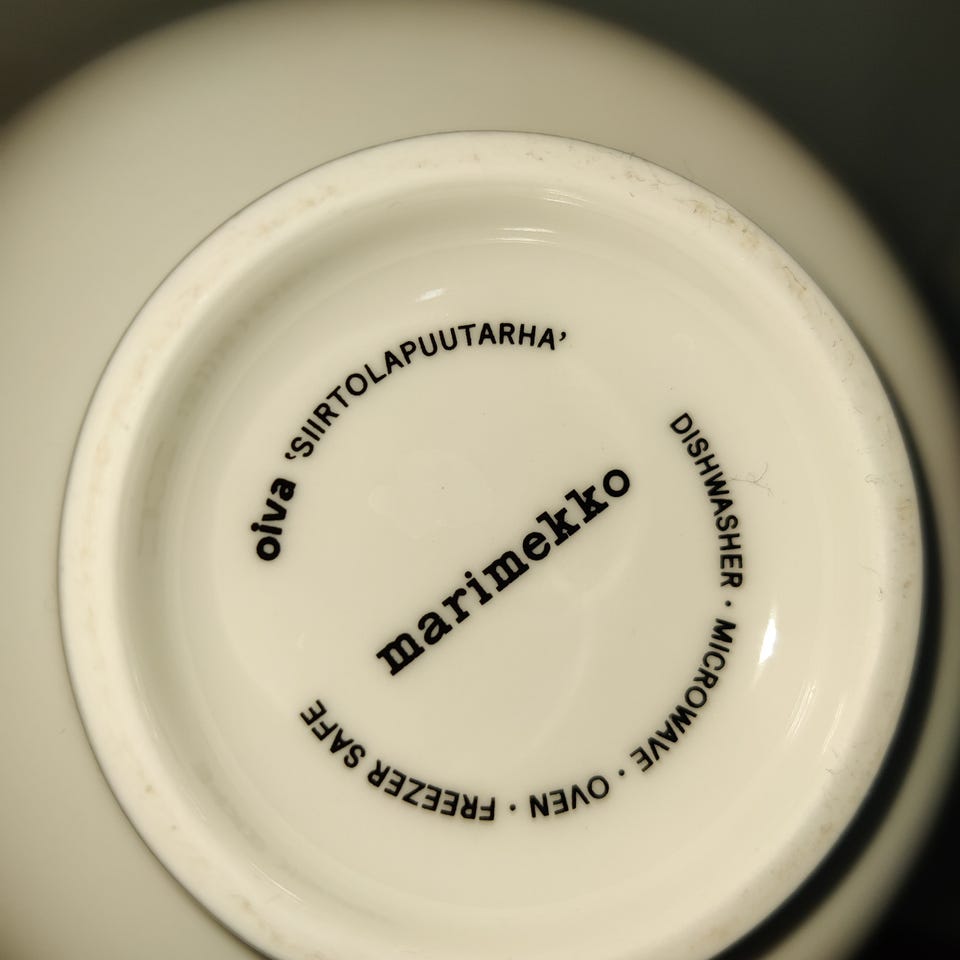 oiva ‘SIIRTOLAPUUTARHA’
marimekko
DISHWASHER · MICROWAVE · OVEN · FREEZER SAFE